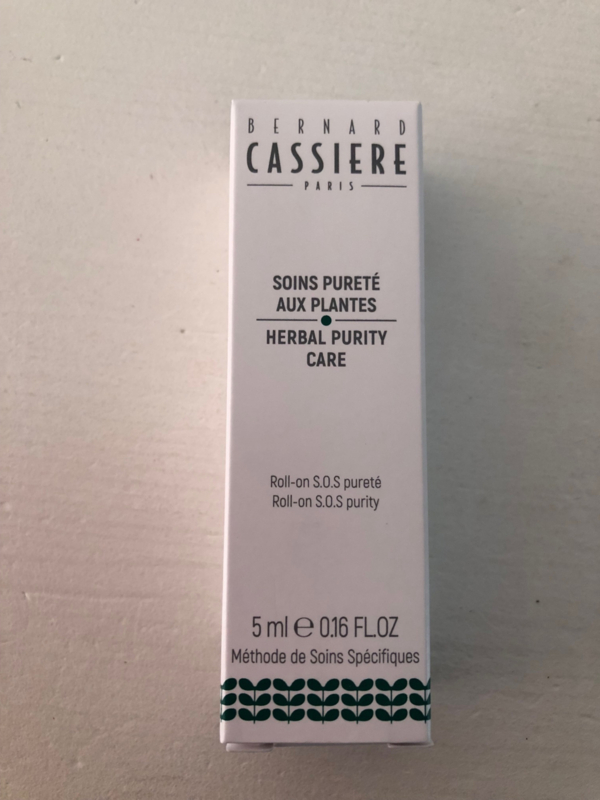 BERNARD
CASSIERE
PARIS
SOINS PURETÉ
AUX PLANTES
HERBAL PURITY
CARE
Roll-on S.O.S pureté
Roll-on S.O.S purity
5 ml ℮ 0.16 FL.OZ
Méthode de Soins Spécifiques